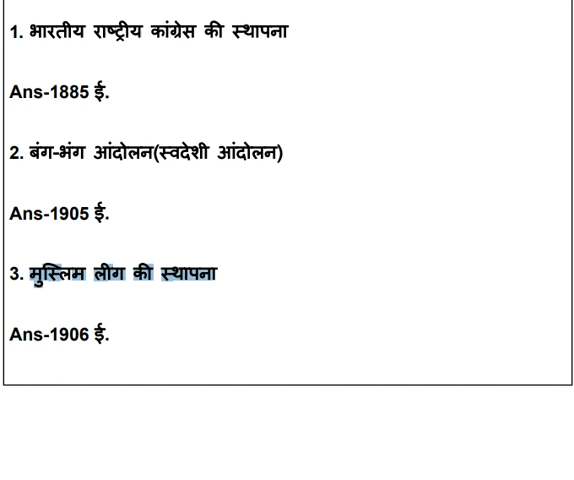 1. भारतीय राष्ट्रीय कांग्रेस की स्थापना
Ans-1885 ई.
2. बंग-भंग आंदोलन(स्वदेशी आंदोलन)
Ans-1905 ई.
3. मुस्लिम लीग की स्थापना
Ans-1906 ई.